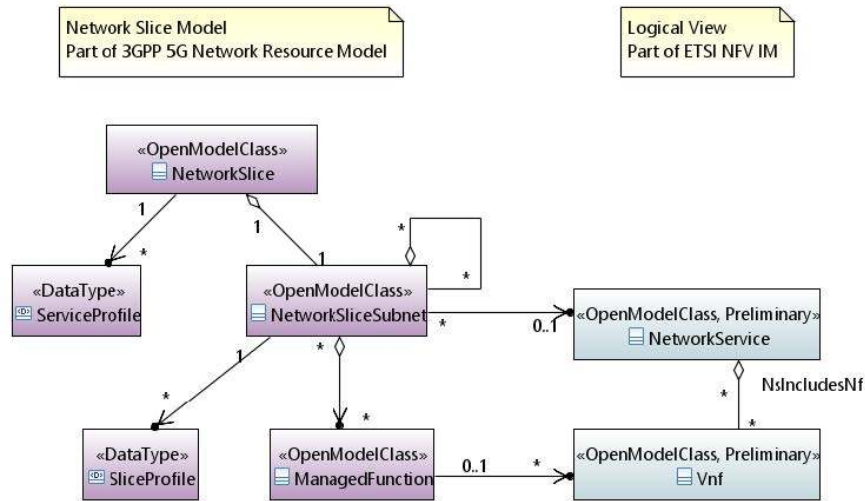 Network Slice Model
Part of 3GPP 5G Network Resource Model
Logical View
Part of ETSI NFV IM
«OpenModelClass»
NetworkSlice
1
*
1
1
*
*
«DataType»
ServiceProfile
«OpenModelClass»
NetworkSliceSubnet
*
0..1
«OpenModelClass, Preliminary»
NetworkService
1
*
*
*
NsIncludesNf
*
*
«DataType»
SliceProfile
«OpenModelClass»
ManagedFunction
0..1
*
«OpenModelClass, Preliminary»
Vnf